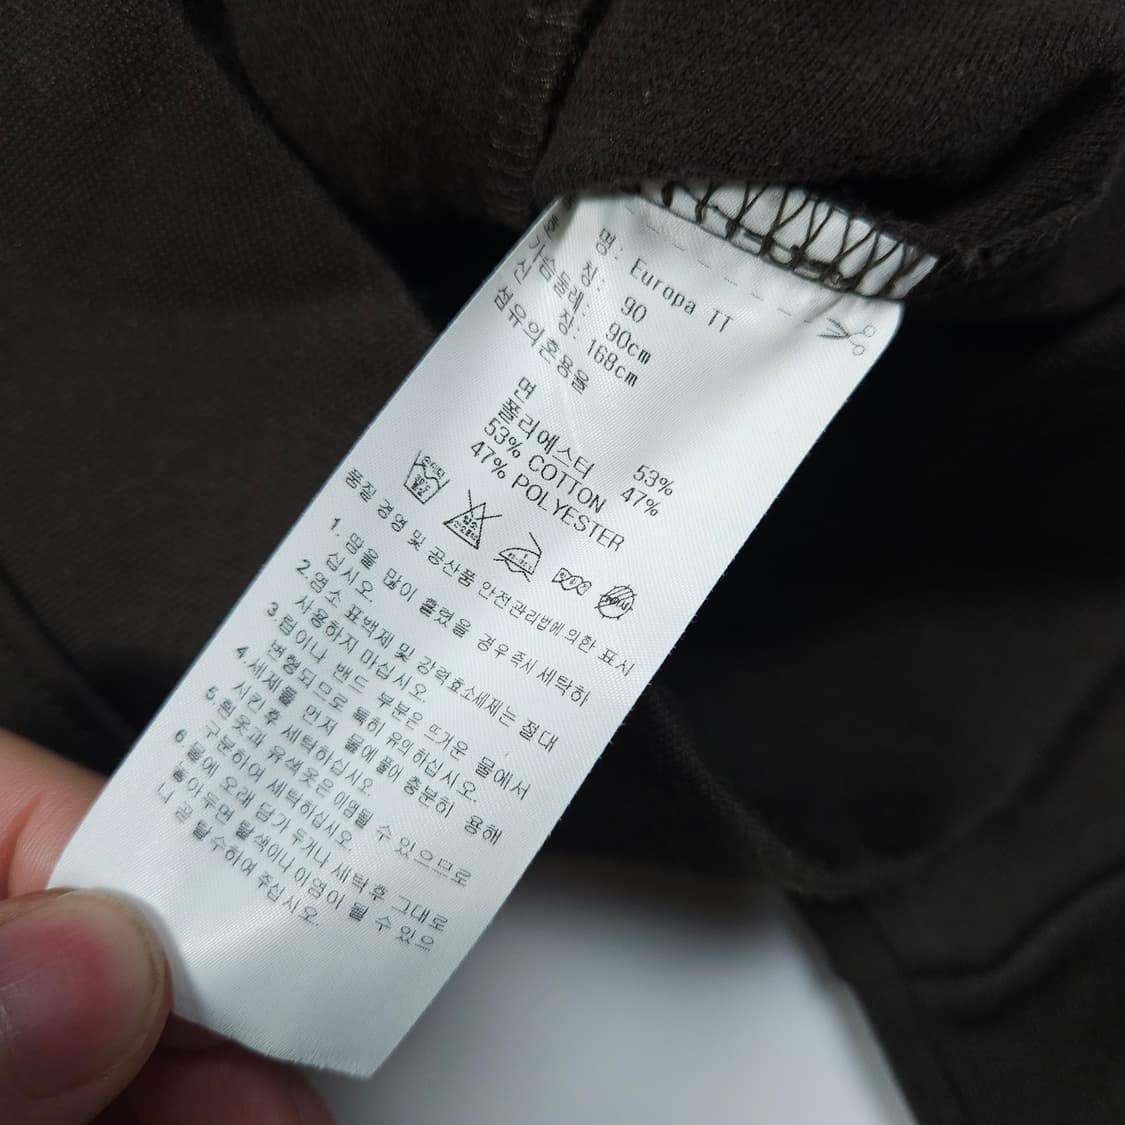 명: Europa TT
호칭: 90
가슴둘레: 90cm
신장: 168cm
섬유의혼용율
면 53%
폴리에스터 47%
53% COTTON
47% POLYESTER
품질 경영 및 공산품 안전관리법에 의한 표시
1. 땀을 많이 흘렸을 경우 즉시 세탁하
십시오.
2.염소 표백제 및 강력효소세제는 절대
사용하지 마십시오.
3.립이나 밴드 부분은 뜨거운 물에서
변형되므로 특히 유의하십시오.
4.세제를 먼저 물에 풀어 충분히 용해
시킨후 세탁하십시오.
5.흰옷과 유색옷은 이염될 수 있으므로
구분하여 세탁하십시오.
6.물에 오래 담가 두거나 세탁후 그대로
놓아두면 탈색이나 이염이 될 수 있으
니 곧 탈수하여 주십시오.